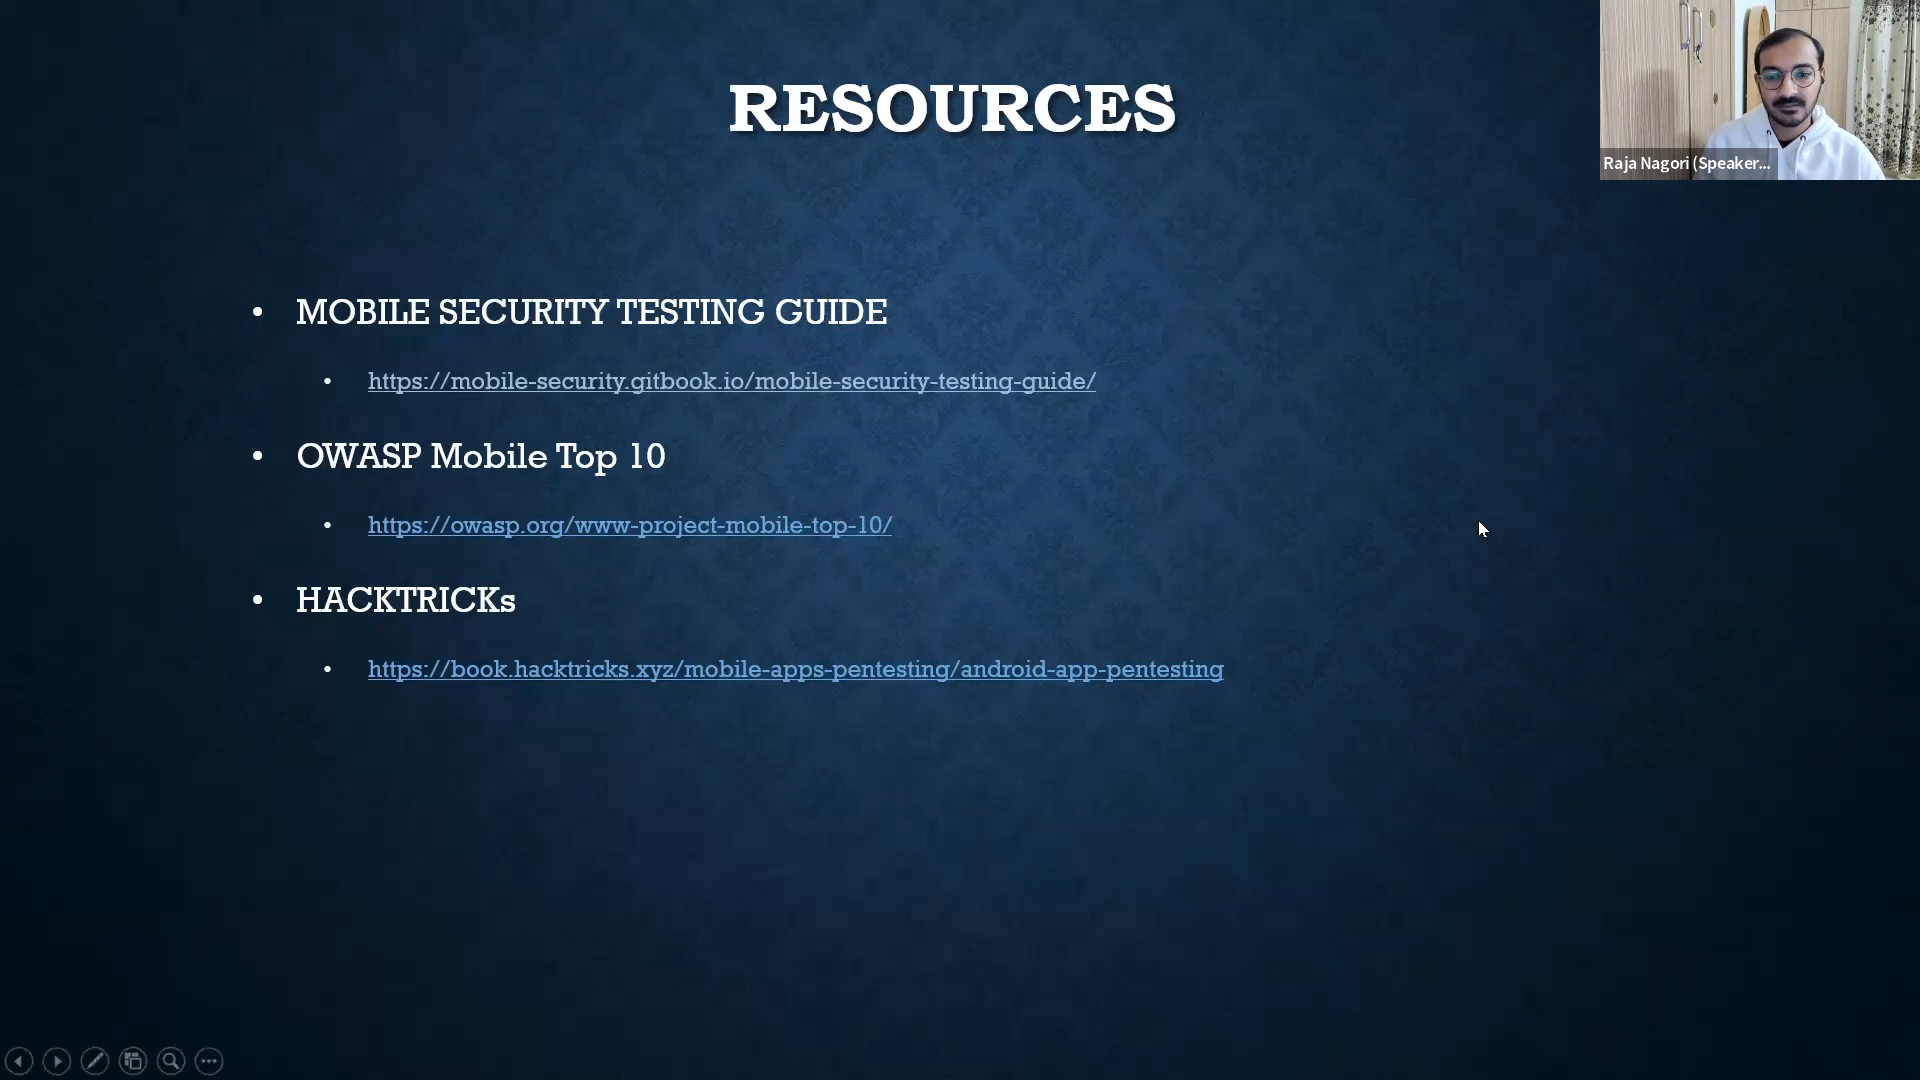 RESOURCES
Raja Nagori (Speaker...
• MOBILE SECURITY TESTING GUIDE
• https://mobile-security.gitbook.io/mobile-security-testing-guide/
• OWASP Mobile Top 10
• https://owasp.org/www-project-mobile-top-10/
• HACKTRICKs
• https://book.hacktricks.xyz/mobile-apps-pentesting/android-app-pentesting